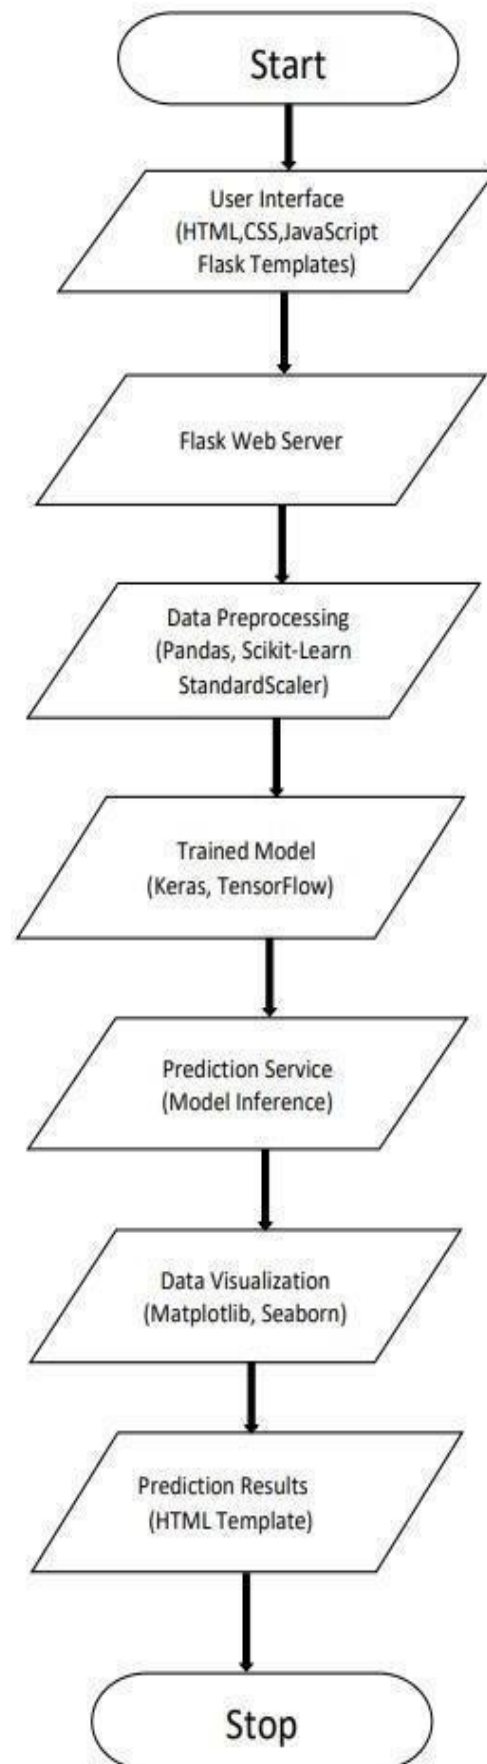 Start
User Interface
(HTML,CSS,JavaScript
Flask Templates)
Flask Web Server
Data Preprocessing
(Pandas, Scikit-Learn
StandardScaler)
Trained Model
(Keras, TensorFlow)
Prediction Service
(Model Inference)
Data Visualization
(Matplotlib, Seaborn)
Prediction Results
(HTML Template)
Stop